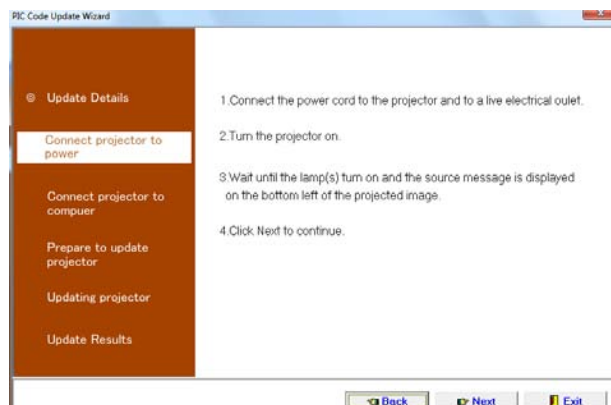 PIC Code Update Wizard
Update Details
Connect projector to
power
Connect projector to
compuer
Prepare to update
projector
Updating projector
Update Results
1.Connect the power cord to the projector and to a live electrical oulet.
2.Turn the projector on.
3.Wait until the lamp(s) turn on and the source message is displayed
on the bottom left of the projected image.
4.Click Next to continue.
Back
Next
Exit